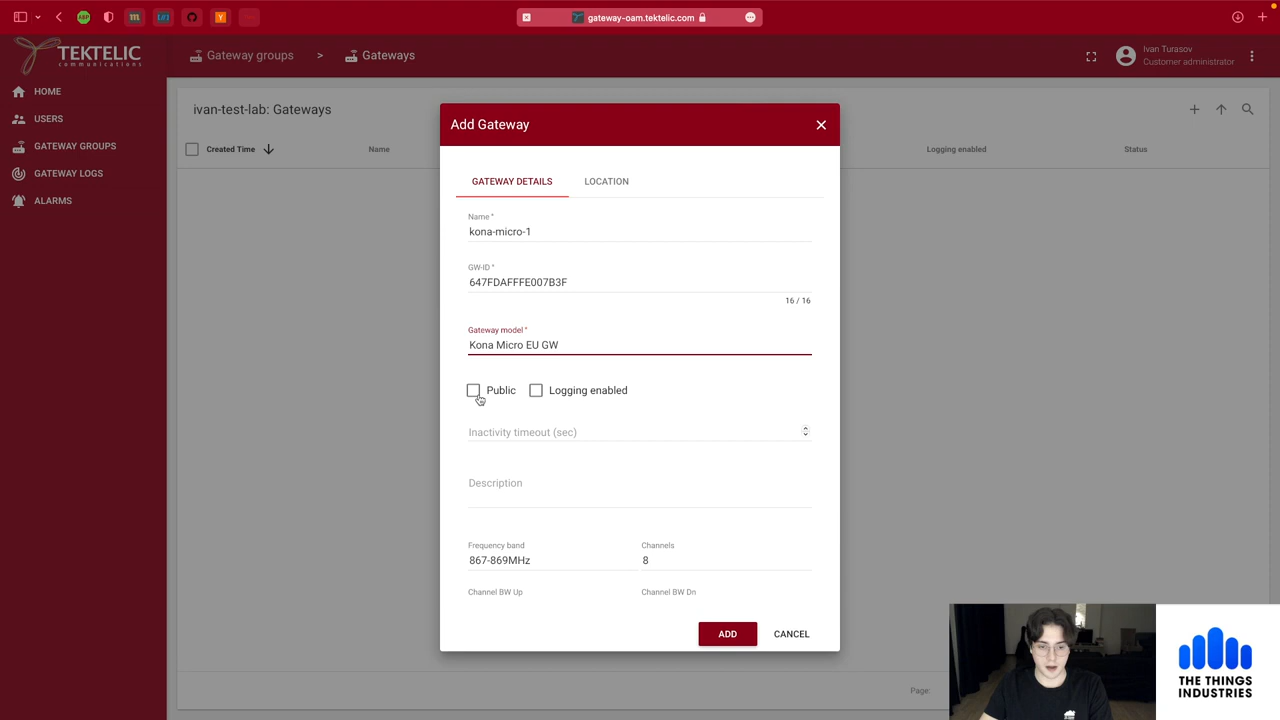 gateway-oam.tektelic.com
TEKTELIC
communications
Gateway groups > Gateways
Ivan Turasov
Customer administrator
HOME
USERS
GATEWAY GROUPS
GATEWAY LOGS
ALARMS
ivan-test-lab: Gateways
Created Time
Name
Logging enabled
Status
Add Gateway
GATEWAY DETAILS
LOCATION
Name *
kona-micro-1
GW-ID *
647FDAFFFE007B3F
16 / 16
Gateway model *
Kona Micro EU GW
Public
Logging enabled
Inactivity timeout (sec)
Description
Frequency band
867-869MHz
Channels
8
Channel BW Up
Channel BW Dn
ADD
CANCEL
Page:
THE THINGS
INDUSTRIES